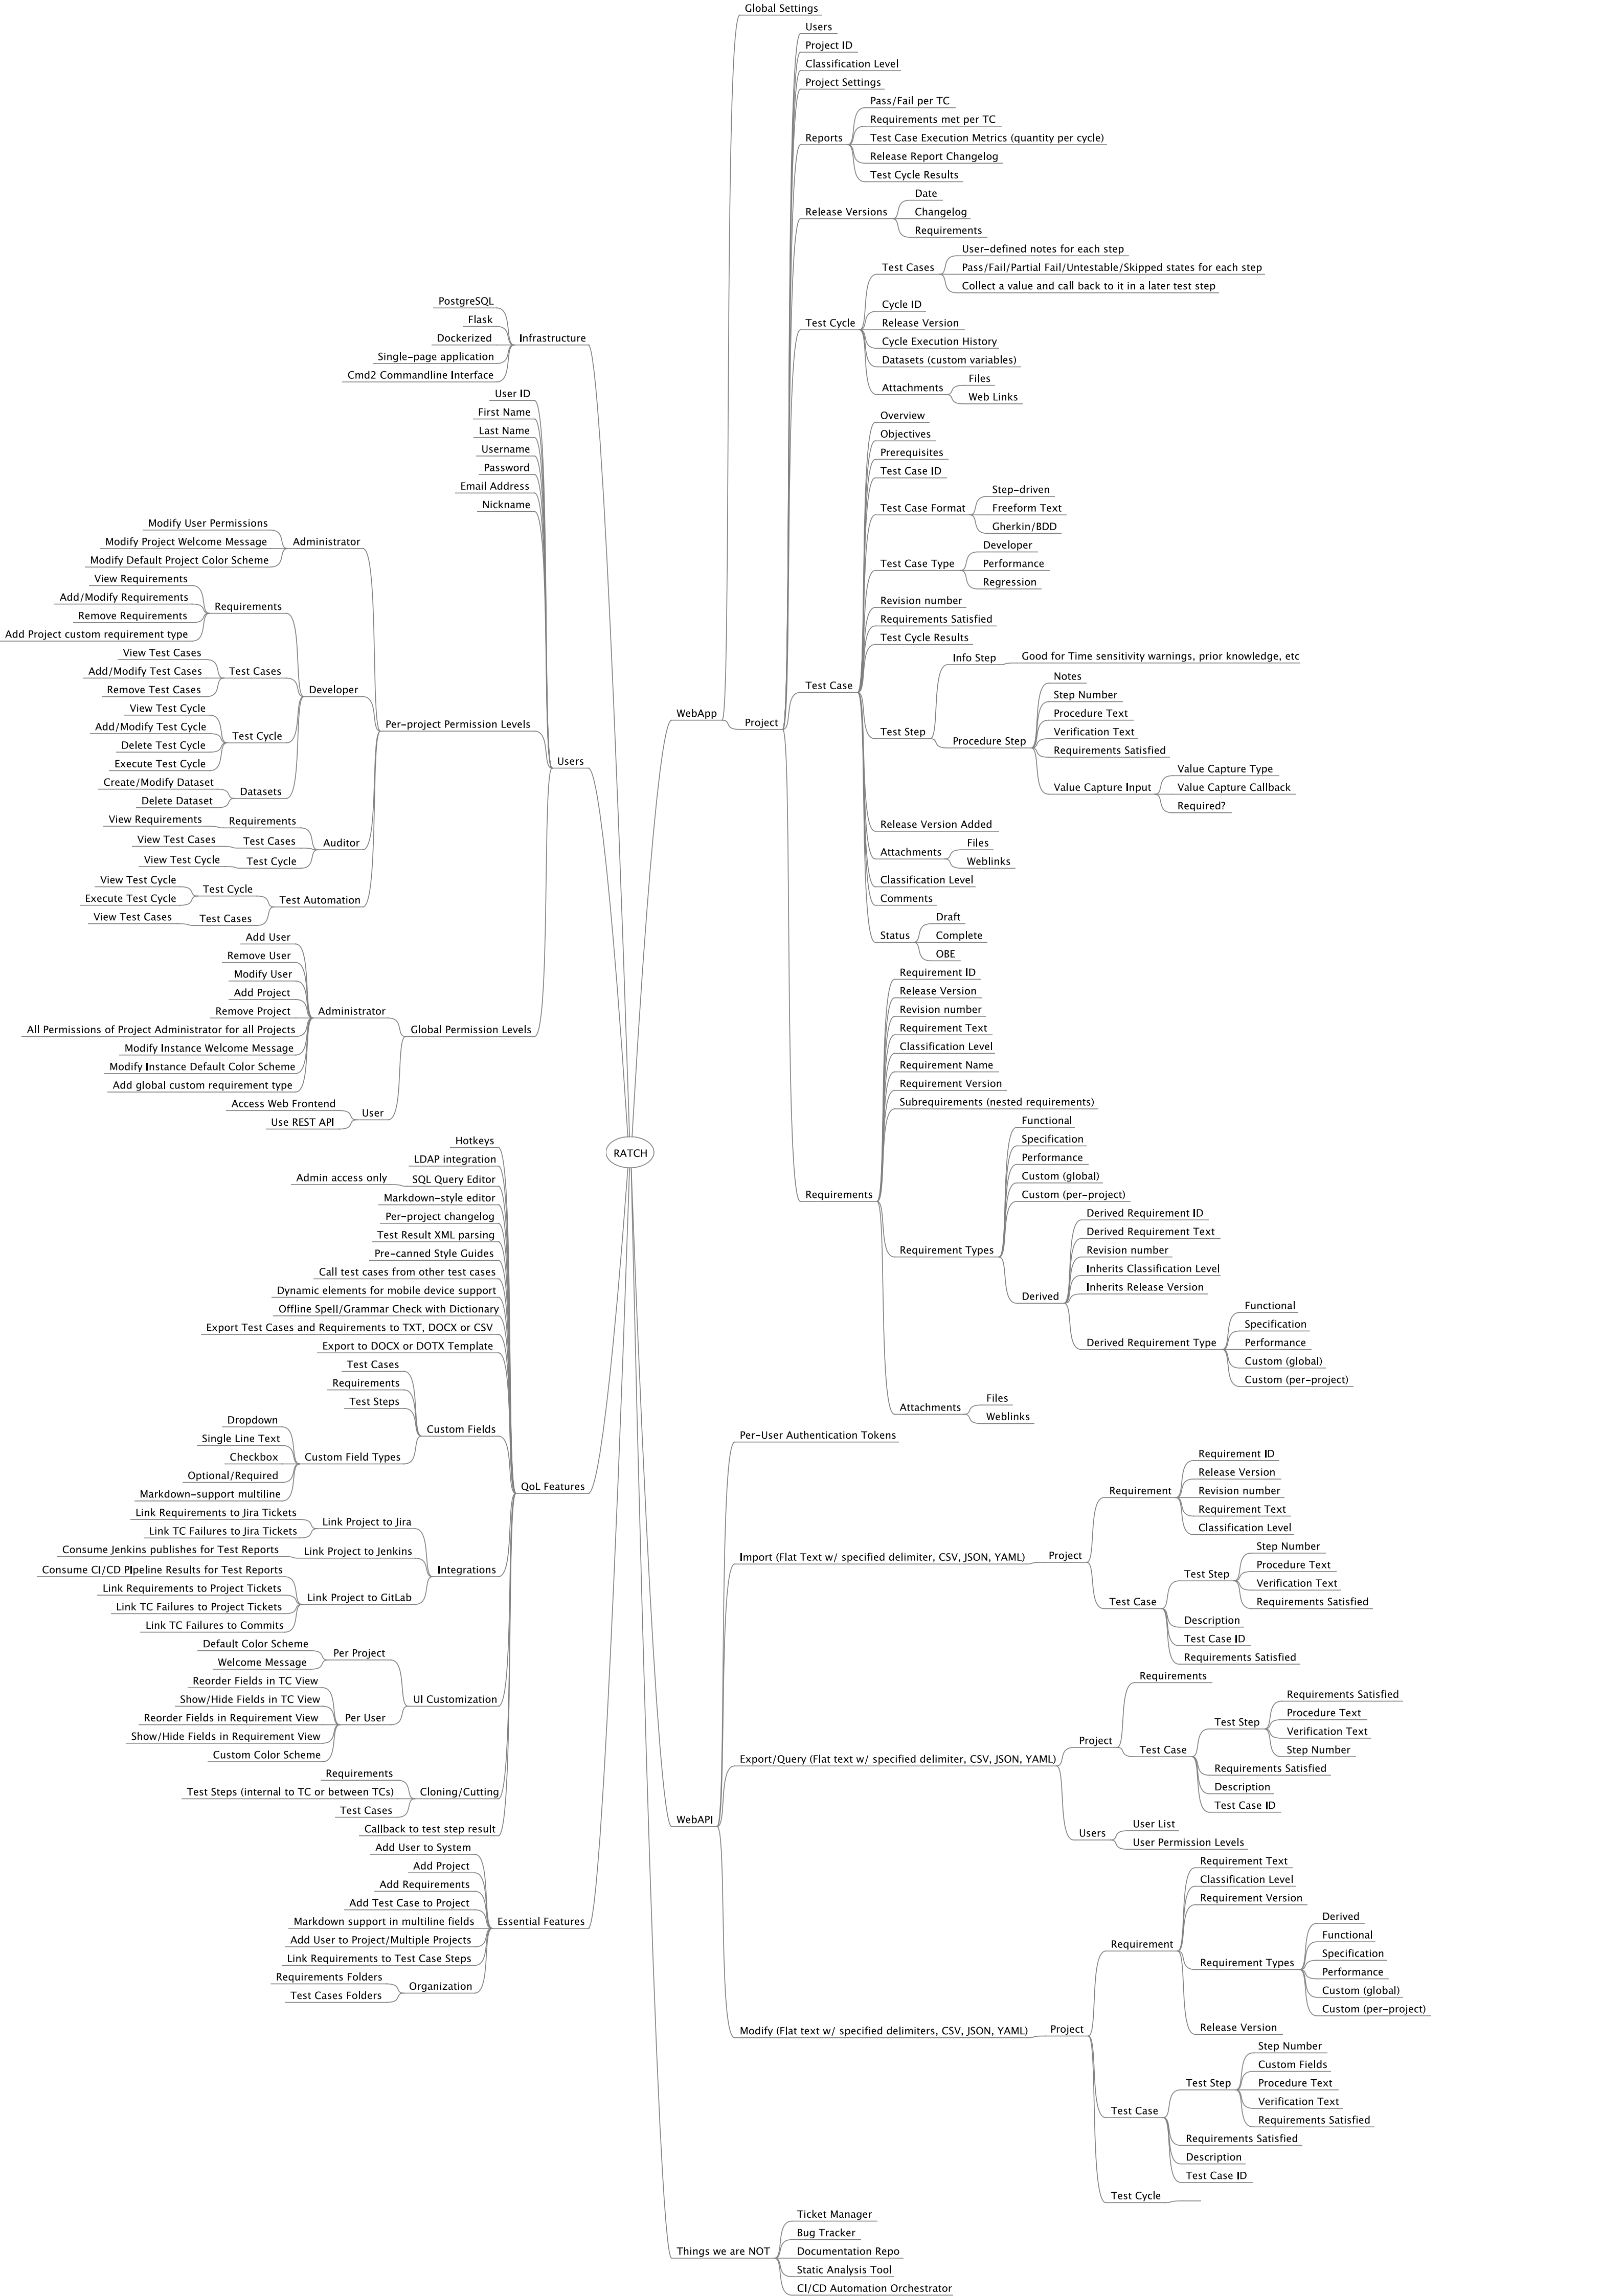 RATCH
Infrastructure
PostgreSQL
Flask
Dockerized
Single-page application
Cmd2 Commandline Interface
Users
User ID
First Name
Last Name
Username
Password
Email Address
Nickname
Per-project Permission Levels
Administrator
Modify User Permissions
Modify Project Welcome Message
Modify Default Project Color Scheme
Developer
Requirements
View Requirements
Add/Modify Requirements
Remove Requirements
Add Project custom requirement type
Test Cases
View Test Cases
Add/Modify Test Cases
Remove Test Cases
Test Cycle
View Test Cycle
Add/Modify Test Cycle
Delete Test Cycle
Execute Test Cycle
Datasets
Create/Modify Dataset
Delete Dataset
Auditor
Requirements
View Requirements
Test Cases
View Test Cases
Test Cycle
View Test Cycle
Test Automation
Test Cycle
View Test Cycle
Execute Test Cycle
Test Cases
View Test Cases
Global Permission Levels
Administrator
Add User
Remove User
Modify User
Add Project
Remove Project
All Permissions of Project Administrator for all Projects
Modify Instance Welcome Message
Modify Instance Default Color Scheme
Add global custom requirement type
User
Access Web Frontend
Use REST API
QoL Features
Hotkeys
LDAP integration
SQL Query Editor
Admin access only
Markdown-style editor
Per-project changelog
Test Result XML parsing
Pre-canned Style Guides
Call test cases from other test cases
Dynamic elements for mobile device support
Offline Spell/Grammar Check with Dictionary
Export Test Cases and Requirements to TXT, DOCX or CSV
Export to DOCX or DOTX Template
Custom Fields
Test Cases
Requirements
Test Steps
Custom Field Types
Dropdown
Single Line Text
Checkbox
Optional/Required
Markdown-support multiline
Integrations
Link Project to Jira
Link Requirements to Jira Tickets
Link TC Failures to Jira Tickets
Link Project to Jenkins
Consume Jenkins publishes for Test Reports
Link Project to GitLab
Consume CI/CD PIpeline Results for Test Reports
Link Requirements to Project Tickets
Link TC Failures to Project Tickets
Link TC Failures to Commits
UI Customization
Per Project
Default Color Scheme
Welcome Message
Per User
Reorder Fields in TC View
Show/Hide Fields in TC View
Reorder Fields in Requirement View
Show/Hide Fields in Requirement View
Custom Color Scheme
Cloning/Cutting
Requirements
Test Steps (internal to TC or between TCs)
Test Cases
Callback to test step result
Essential Features
Add User to System
Add Project
Add Requirements
Add Test Case to Project
Markdown support in multiline fields
Add User to Project/Multiple Projects
Link Requirements to Test Case Steps
Organization
Requirements Folders
Test Cases Folders
WebApp
Global Settings
Project
Users
Project ID
Classification Level
Project Settings
Reports
Pass/Fail per TC
Requirements met per TC
Test Case Execution Metrics (quantity per cycle)
Release Report Changelog
Test Cycle Results
Release Versions
Date
Changelog
Requirements
Test Cycle
Test Cases
User-defined notes for each step
Pass/Fail/Partial Fail/Untestable/Skipped states for each step
Collect a value and call back to it in a later test step
Cycle ID
Release Version
Cycle Execution History
Datasets (custom variables)
Attachments
Files
Web Links
Test Case
Overview
Objectives
Prerequisites
Test Case ID
Test Case Format
Step-driven
Freeform Text
Gherkin/BDD
Test Case Type
Developer
Performance
Regression
Revision number
Requirements Satisfied
Test Cycle Results
Test Step
Info Step
Good for Time sensitivity warnings, prior knowledge, etc
Procedure Step
Notes
Step Number
Procedure Text
Verification Text
Requirements Satisfied
Value Capture Input
Value Capture Type
Value Capture Callback
Required?
Release Version Added
Attachments
Files
Weblinks
Classification Level
Comments
Status
Draft
Complete
OBE
Requirements
Requirement ID
Release Version
Revision number
Requirement Text
Classification Level
Requirement Name
Requirement Version
Subrequirements (nested requirements)
Requirement Types
Functional
Specification
Performance
Custom (global)
Custom (per-project)
Derived
Derived Requirement ID
Derived Requirement Text
Revision number
Inherits Classification Level
Inherits Release Version
Derived Requirement Type
Functional
Specification
Performance
Custom (global)
Custom (per-project)
Attachments
Files
Weblinks
WebAPI
Per-User Authentication Tokens
Import (Flat Text w/ specified delimiter, CSV, JSON, YAML)
Project
Requirement
Requirement ID
Release Version
Revision number
Requirement Text
Classification Level
Test Case
Test Step
Step Number
Procedure Text
Verification Text
Requirements Satisfied
Description
Test Case ID
Requirements Satisfied
Export/Query (Flat text w/ specified delimiter, CSV, JSON, YAML)
Project
Requirements
Test Case
Test Step
Requirements Satisfied
Procedure Text
Verification Text
Step Number
Requirements Satisfied
Description
Test Case ID
Users
User List
User Permission Levels
Modify (Flat text w/ specified delimiters, CSV, JSON, YAML)
Project
Requirement
Requirement Text
Classification Level
Requirement Version
Requirement Types
Derived
Functional
Specification
Performance
Custom (global)
Custom (per-project)
Release Version
Test Case
Test Step
Step Number
Custom Fields
Procedure Text
Verification Text
Requirements Satisfied
Requirements Satisfied
Description
Test Case ID
Test Cycle
Things we are NOT
Ticket Manager
Bug Tracker
Documentation Repo
Static Analysis Tool
CI/CD Automation Orchestrator